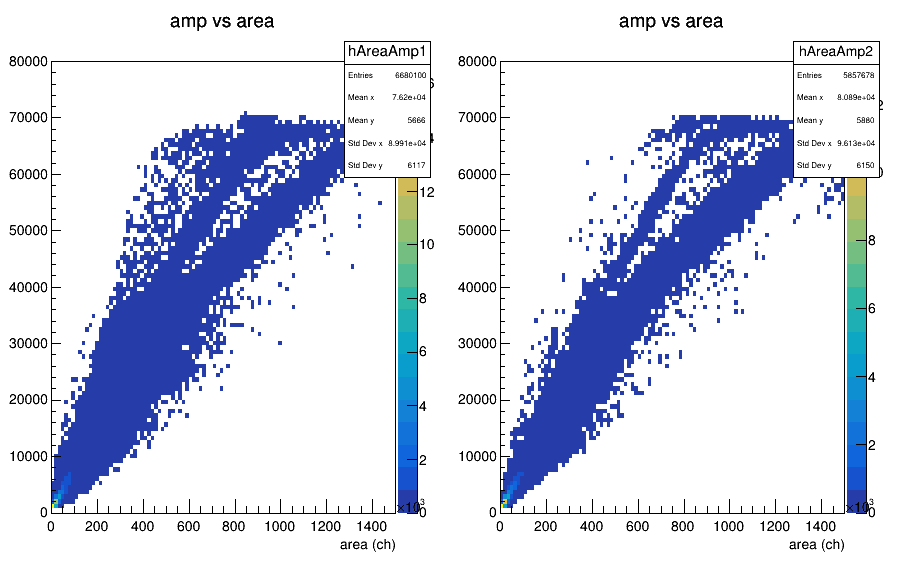 amp vs area
hAreaAmp1
Entries 6680100
Mean x 7.62e+04
Mean y 5666
Std Dev x 8.991e+04
Std Dev y 6117
80000
70000
60000
50000
40000
30000
20000
10000
0
0 200 400 600 800 1000 1200 1400
area (ch)
12
10
8
6
4
2
0
×10³
amp vs area
hAreaAmp2
Entries 5857678
Mean x 8.089e+04
Mean y 5880
Std Dev x 9.613e+04
Std Dev y 6150
80000
70000
60000
50000
40000
30000
20000
10000
0
0 200 400 600 800 1000 1200 1400
area (ch)
8
6
4
2
0
×10³